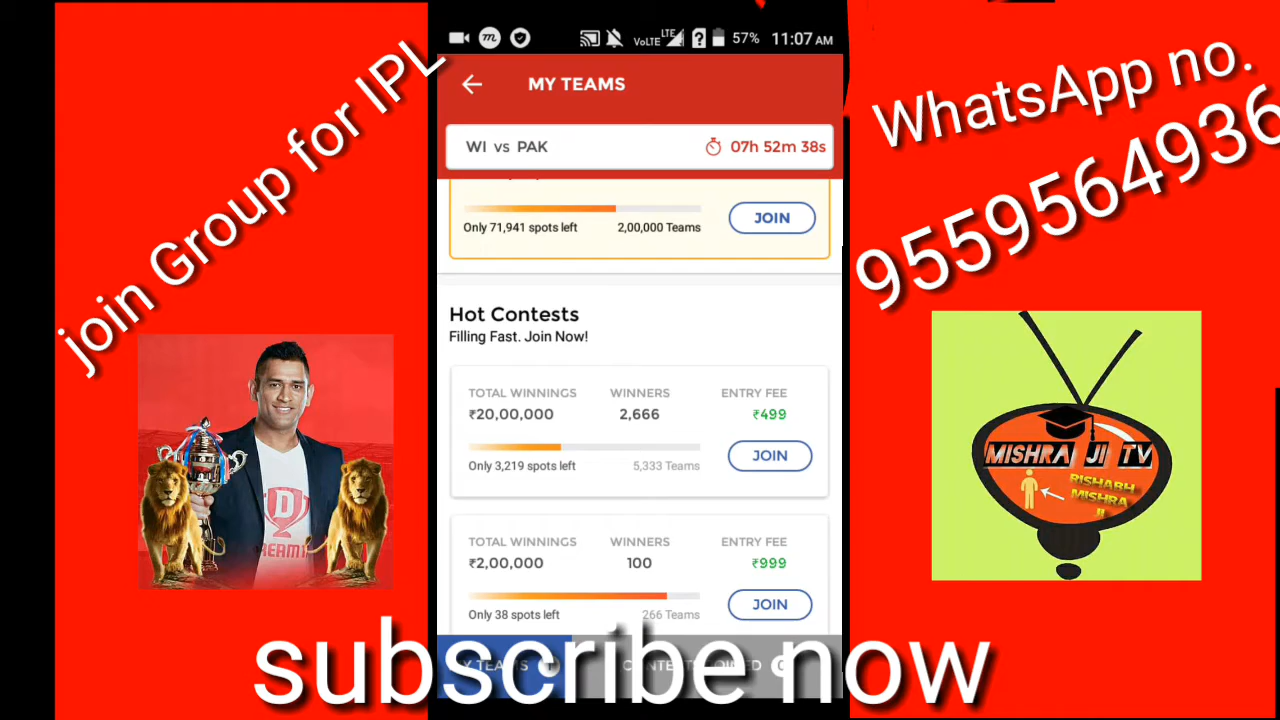 join Group for IPL
VoLTE LTE 57% 11:07 AM
MY TEAMS
WI vs PAK 07h 52m 38s
JOIN
Only 71,941 spots left 2,00,000 Teams
Hot Contests
Filling Fast. Join Now!
TOTAL WINNINGS WINNERS ENTRY FEE
₹20,00,000 2,666 ₹499
JOIN
Only 3,219 spots left 5,333 Teams
TOTAL WINNINGS WINNERS ENTRY FEE
₹2,00,000 100 ₹999
JOIN
Only 38 spots left 266 Teams
subscribe now
WhatsApp no.
9559564936
MISHRA JI TV
RISHABH
MISHRA
JI